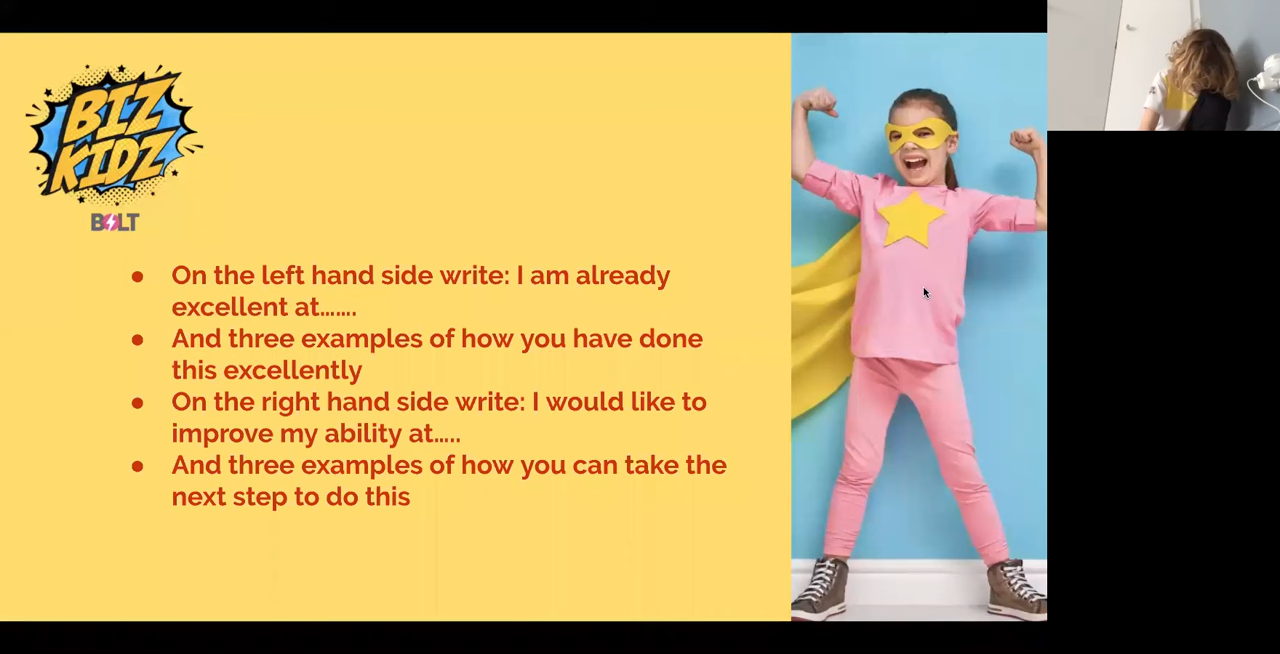 BIZ
KIDZ
BOLT
● On the left hand side write: I am already
excellent at…….
● And three examples of how you have done
this excellently
● On the right hand side write: I would like to
improve my ability at…..
● And three examples of how you can take the
next step to do this